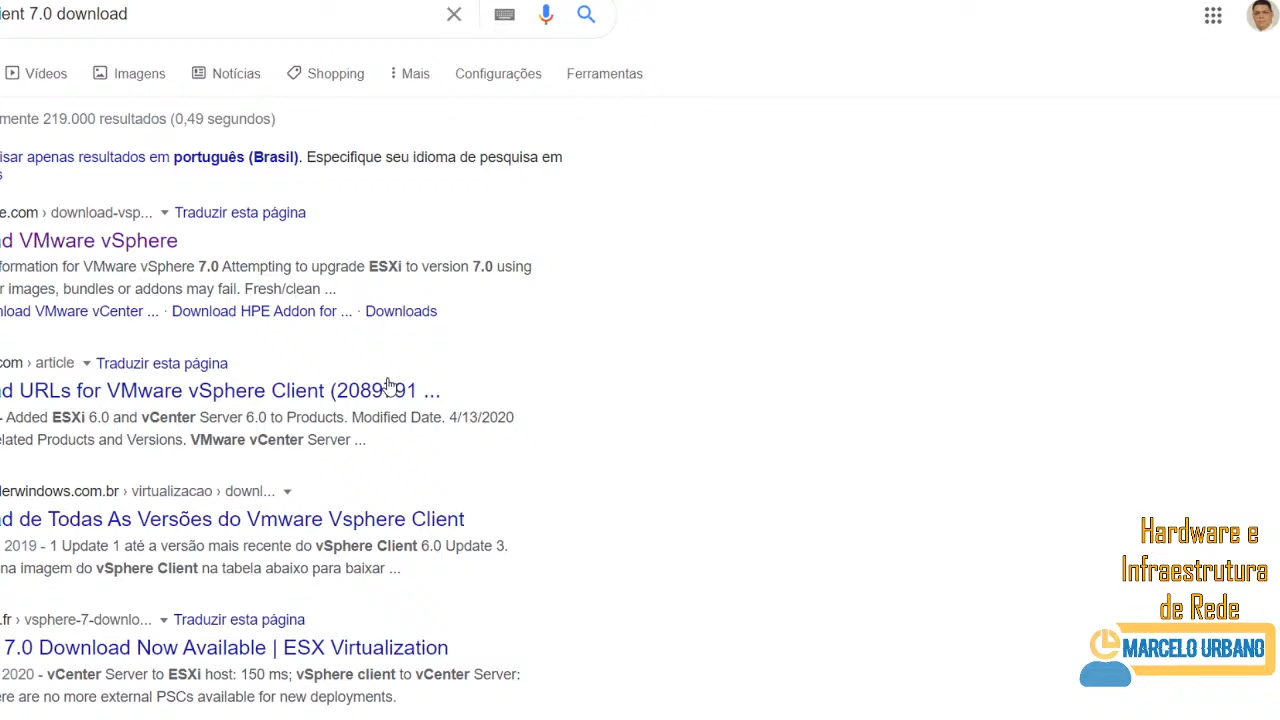 ient 7.0 download
Vídeos Imagens Notícias Shopping Mais Configurações Ferramentas
mente 219.000 resultados (0,49 segundos)
isar apenas resultados em português (Brasil). Especifique seu idioma de pesquisa em
s
e.com › download-vsp... Traduzir esta página
d VMware vSphere
formation for VMware vSphere 7.0 Attempting to upgrade ESXi to version 7.0 using
r images, bundles or addons may fail. Fresh/clean ...
nload VMware vCenter ... · Download HPE Addon for ... · Downloads
com › article Traduzir esta página
d URLs for VMware vSphere Client (2089 91 ...
- Added ESXi 6.0 and vCenter Server 6.0 to Products. Modified Date. 4/13/2020
elated Products and Versions. VMware vCenter Server ...
derwindows.com.br › virtualizacao › downl...
d de Todas As Versões do Vmware Vsphere Client
2019 - 1 Update 1 até a versão mais recente do vSphere Client 6.0 Update 3.
na imagem do vSphere Client na tabela abaixo para baixar ...
.fr › vsphere-7-downlo... Traduzir esta página
7.0 Download Now Available | ESX Virtualization
2020 - vCenter Server to ESXi host: 150 ms; vSphere client to vCenter Server:
ere are no more external PSCs available for new deployments.
Hardware e
Infraestrutura
de Rede
MARCELO URBANO